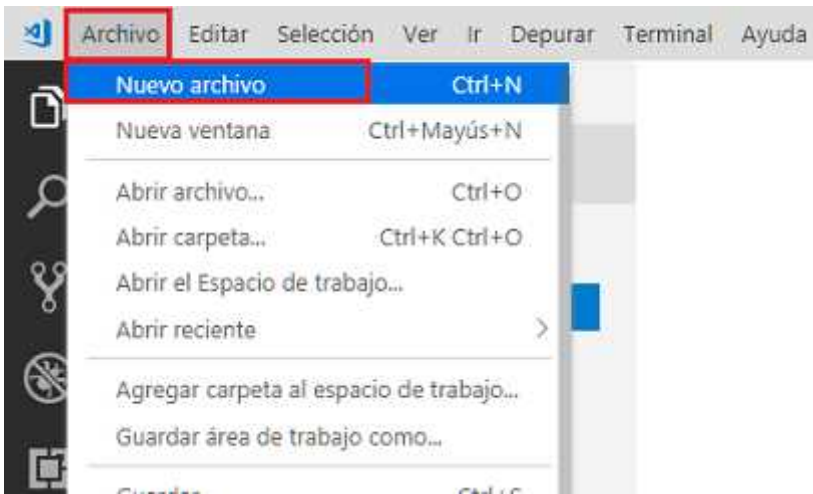 Archivo Editar Selección Ver Ir Depurar Terminal Ayuda
Nuevo archivo Ctrl+N
Nueva ventana Ctrl+Mayús+N
Abrir archivo... Ctrl+O
Abrir carpeta... Ctrl+K Ctrl+O
Abrir el Espacio de trabajo...
Abrir reciente
Agregar carpeta al espacio de trabajo...
Guardar área de trabajo como...
Guardar Ctrl+S